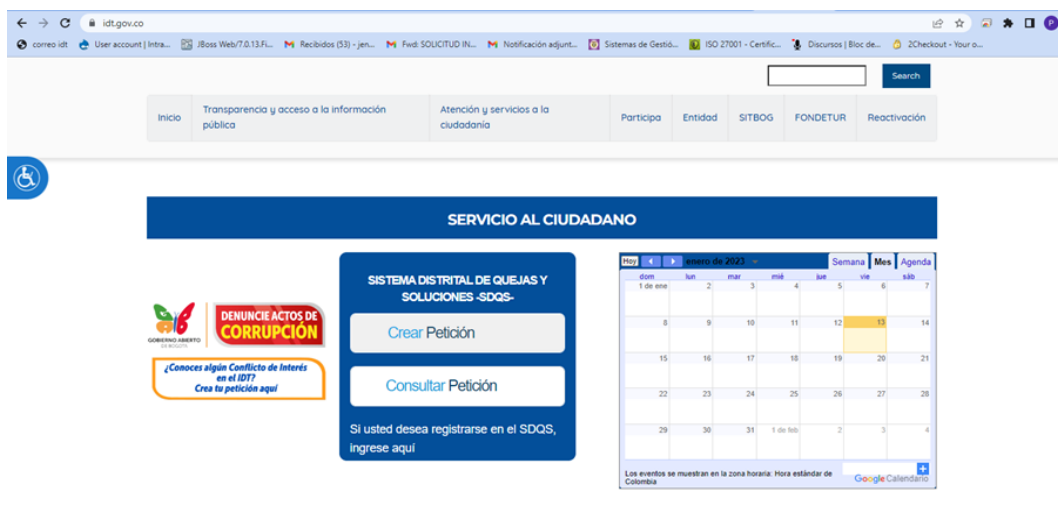 idt.gov.co
correo idt
User account | Intra...
JBoss Web/7.0.13.Fi...
Recibidos (53) - jen...
Fwd: SOLICITUD IN...
Notificación adjunt...
Sistemas de Gestió...
ISO 27001 - Certific...
Discursos | Bloc de...
2Checkout - Your o...
Search
Inicio
Transparencia y acceso a la información
pública
Atención y servicios a la
ciudadanía
Participa
Entidad
SITBOG
FONDETUR
Reactivación
SERVICIO AL CIUDADANO
GOBIERNO ABIERTO
DE BOGOTÁ
DENUNCIE ACTOS DE
CORRUPCIÓN
¿Conoces algún Conflicto de Interés
en el IDT?
Crea tu petición aquí
SISTEMA DISTRITAL DE QUEJAS Y
SOLUCIONES -SDQS-
Crear Petición
Consultar Petición
Si usted desea registrarse en el SDQS,
ingrese aquí
Hoy enero de 2023 Semana Mes Agenda
dom lun mar mié jue vie sáb
1 de ene 2 3 4 5 6 7
8 9 10 11 12 13 14
15 16 17 18 19 20 21
22 23 24 25 26 27 28
29 30 31 1 de feb 2 3 4
Los eventos se muestran en la zona horaria: Hora estándar de
Colombia
Google Calendario